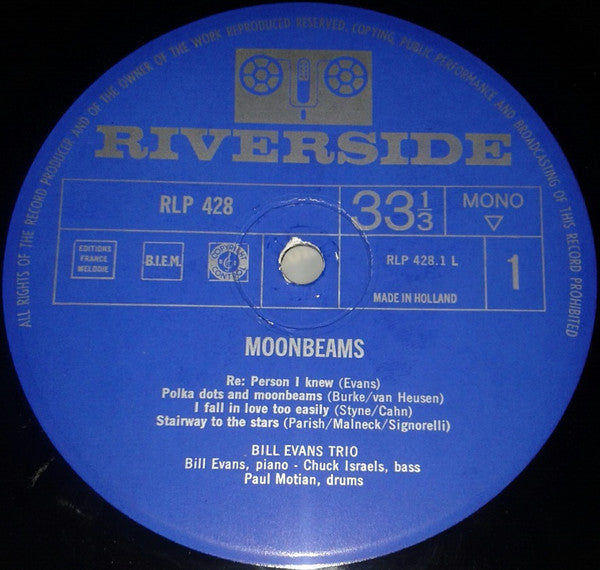 ALL RIGHTS OF THE RECORD PRODUCER AND OF THE OWNER OF THE WORK REPRODUCED RESERVED. COPYING, PUBLIC PERFORMANCE AND BROADCASTING OF THIS RECORD PROHIBITED
RIVERSIDE
RLP 428
33 1/3
MONO
EDITIONS
FRANCE
MELODIE
B.I.E.M.
COPYRIGHT
CONTROL
RLP 428.1 L
1
MADE IN HOLLAND
MOONBEAMS
Re: Person I knew (Evans)
Polka dots and moonbeams (Burke/van Heusen)
I fall in love too easily (Styne/Cahn)
Stairway to the stars (Parish/Malneck/Signorelli)
BILL EVANS TRIO
Bill Evans, piano - Chuck Israels, bass
Paul Motian, drums